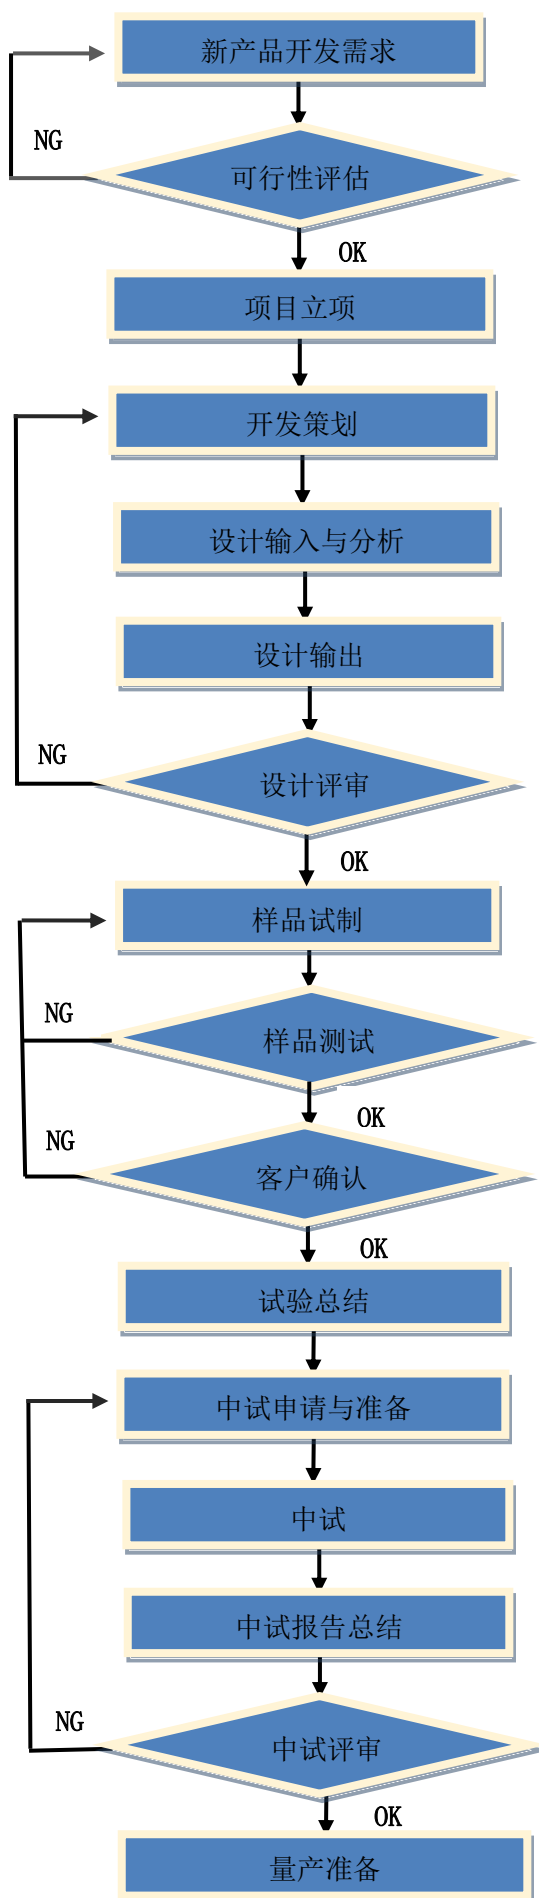 新产品开发需求
NG
可行性评估
OK
项目立项
开发策划
设计输入与分析
设计输出
NG
设计评审
OK
样品试制
NG
样品测试
OK
NG
客户确认
OK
试验总结
中试申请与准备
中试
中试报告总结
NG
中试评审
OK
量产准备